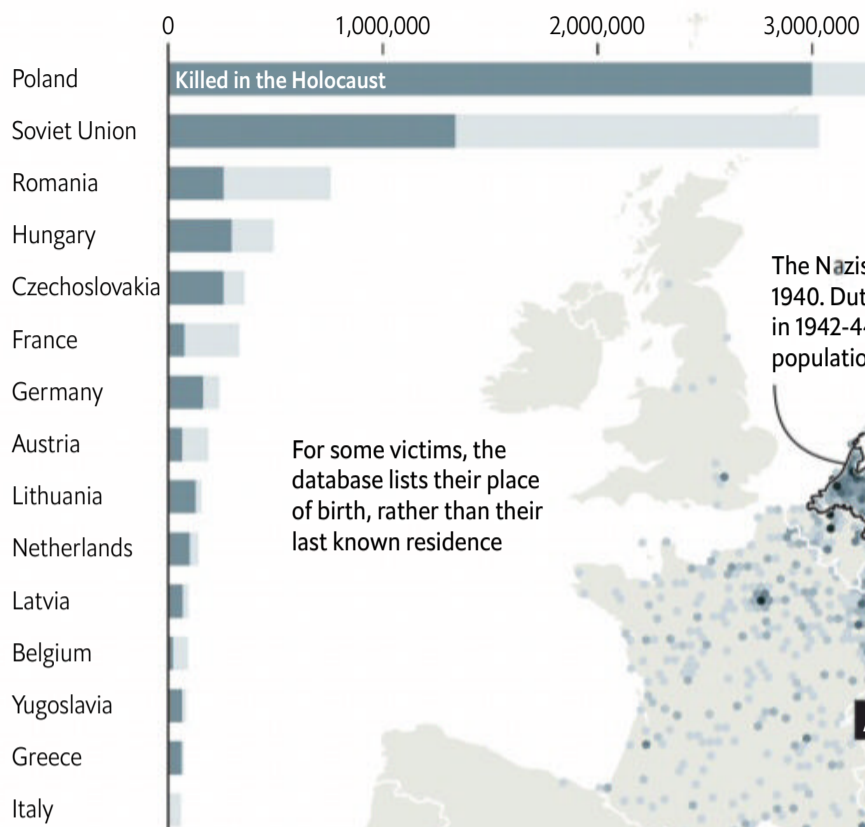 0 1,000,000 2,000,000 3,000,000
Poland
Killed in the Holocaust
Soviet Union
Romania
Hungary
Czechoslovakia
France
Germany
Austria
Lithuania
Netherlands
Latvia
Belgium
Yugoslavia
Greece
Italy
The Nazis
1940. Dut
in 1942-4
populatio
For some victims, the
database lists their place
of birth, rather than their
last known residence